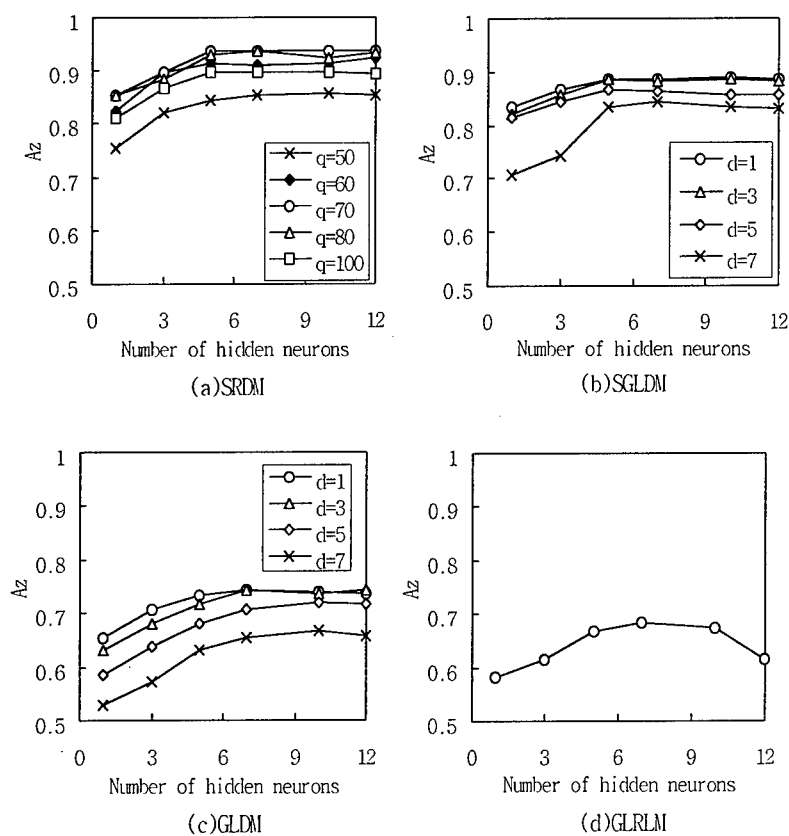 1
0.9
0.8
0.7
0.6
0.5
Az
q=50
q=60
q=70
q=80
q=100
0 3 6 9 12
Number of hidden neurons
(a)SRDM
1
0.9
0.8
0.7
0.6
0.5
Az
d=1
d=3
d=5
d=7
0 3 6 9 12
Number of hidden neurons
(b)SGLDM
1
0.9
0.8
0.7
0.6
0.5
Az
d=1
d=3
d=5
d=7
0 3 6 9 12
Number of hidden neurons
(c)GLDM
1
0.9
0.8
0.7
0.6
0.5
Az
0 3 6 9 12
Number of hidden neurons
(d)GLRLM